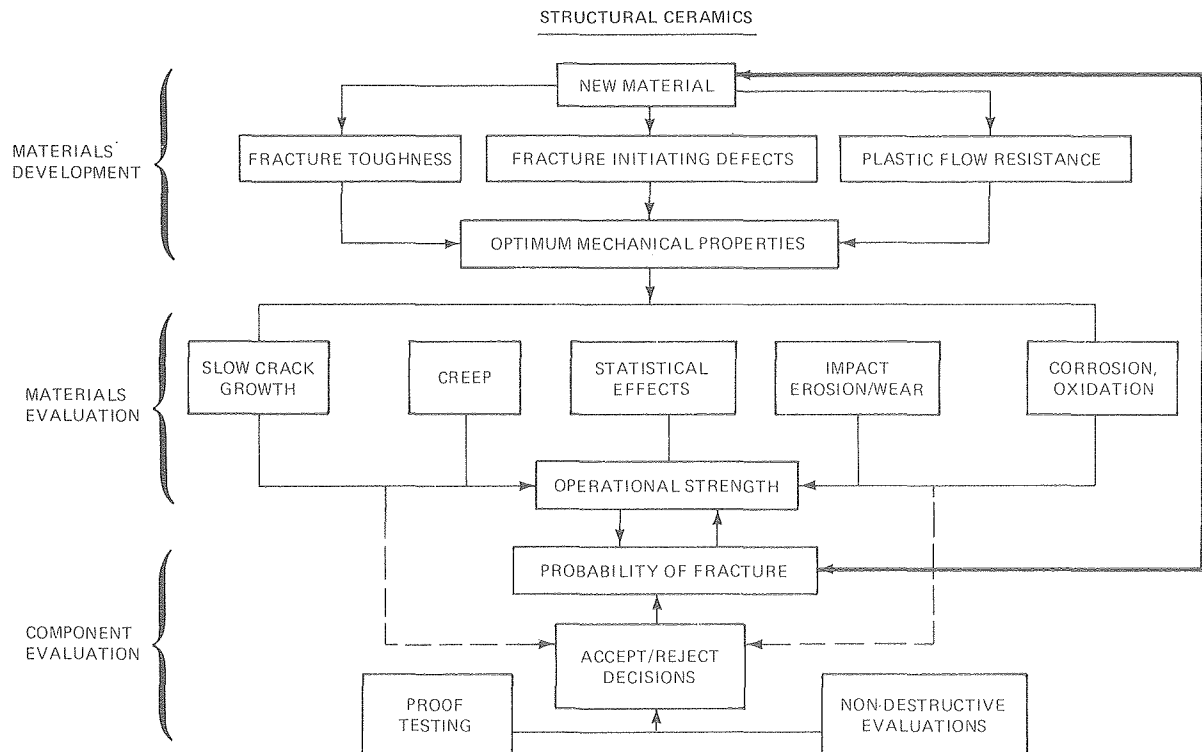 STRUCTURAL CERAMICS
NEW MATERIAL
MATERIALS
DEVELOPMENT
FRACTURE TOUGHNESS
FRACTURE INITIATING DEFECTS
PLASTIC FLOW RESISTANCE
OPTIMUM MECHANICAL PROPERTIES
MATERIALS
EVALUATION
SLOW CRACK
GROWTH
CREEP
STATISTICAL
EFFECTS
IMPACT
EROSION/WEAR
CORROSION,
OXIDATION
OPERATIONAL STRENGTH
PROBABILITY OF FRACTURE
COMPONENT
EVALUATION
ACCEPT/REJECT
DECISIONS
PROOF
TESTING
NON-DESTRUCTIVE
EVALUATIONS